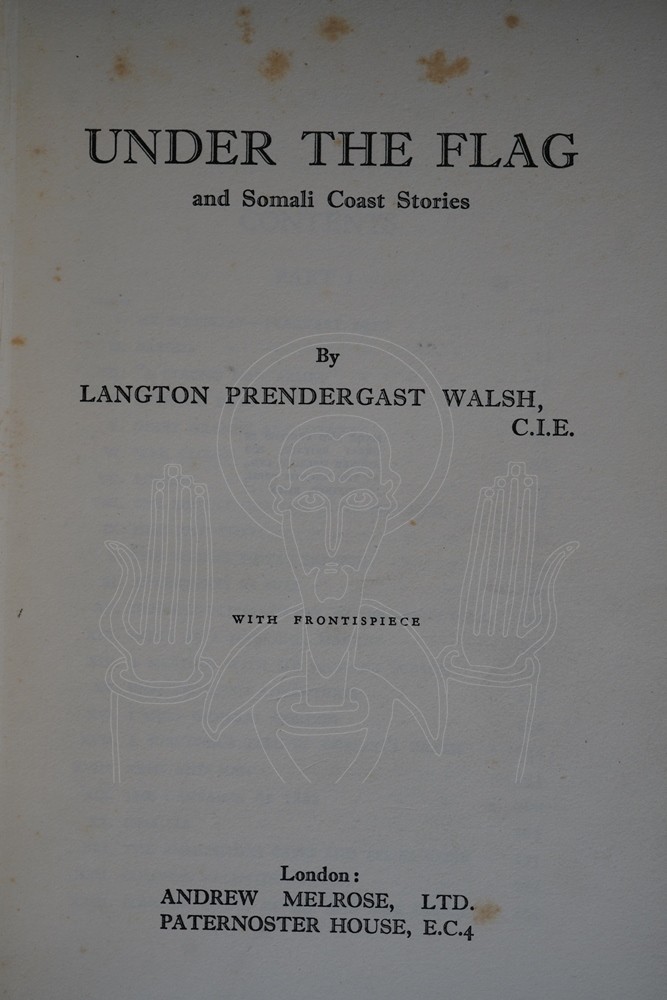 UNDER THE FLAG
and Somali Coast Stories
By
LANGTON PRENDERGAST WALSH,
C.I.E.
WITH FRONTISPIECE
London:
ANDREW MELROSE, LTD.
PATERNOSTER HOUSE, E.C.4